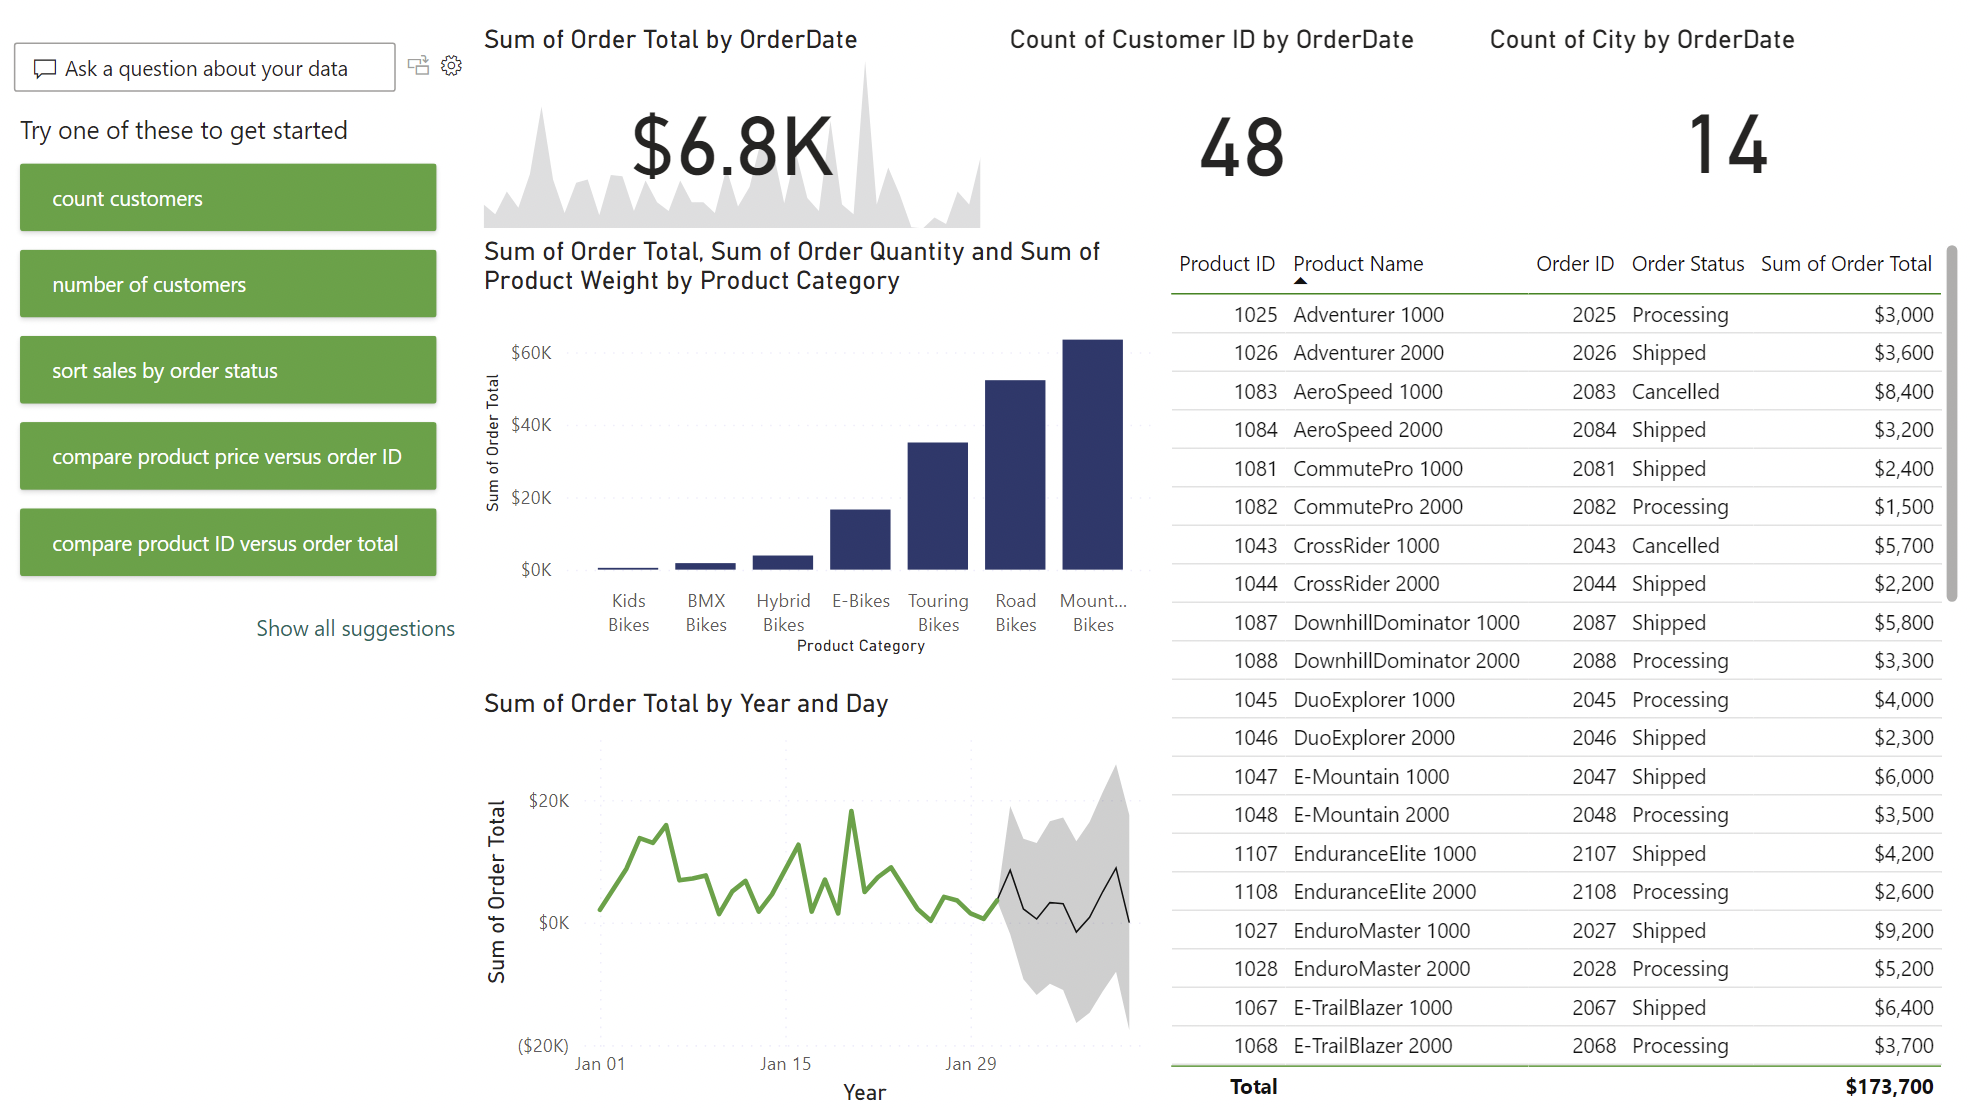 Ask a question about your data
Try one of these to get started
count customers
number of customers
sort sales by order status
compare product price versus order ID
compare product ID versus order total
Show all suggestions
Sum of Order Total by OrderDate
$6.8K
Count of Customer ID by OrderDate
48
Count of City by OrderDate
14
Sum of Order Total, Sum of Order Quantity and Sum of
Product Weight by Product Category
Sum of Order Total
$60K
$40K
$20K
$0K
Kids Bikes
BMX Bikes
Hybrid Bikes
E-Bikes
Touring Bikes
Road Bikes
Mount... Bikes
Product Category
Sum of Order Total by Year and Day
Sum of Order Total
$20K
$0K
($20K)
Jan 01 Jan 15 Jan 29
Year
Product ID Product Name Order ID Order Status Sum of Order Total
1025 Adventurer 1000 2025 Processing $3,000
1026 Adventurer 2000 2026 Shipped $3,600
1083 AeroSpeed 1000 2083 Cancelled $8,400
1084 AeroSpeed 2000 2084 Shipped $3,200
1081 CommutePro 1000 2081 Shipped $2,400
1082 CommutePro 2000 2082 Processing $1,500
1043 CrossRider 1000 2043 Cancelled $5,700
1044 CrossRider 2000 2044 Shipped $2,200
1087 DownhillDominator 1000 2087 Shipped $5,800
1088 DownhillDominator 2000 2088 Processing $3,300
1045 DuoExplorer 1000 2045 Processing $4,000
1046 DuoExplorer 2000 2046 Shipped $2,300
1047 E-Mountain 1000 2047 Shipped $6,000
1048 E-Mountain 2000 2048 Processing $3,500
1107 EnduranceElite 1000 2107 Shipped $4,200
1108 EnduranceElite 2000 2108 Processing $2,600
1027 EnduroMaster 1000 2027 Shipped $9,200
1028 EnduroMaster 2000 2028 Processing $5,200
1067 E-TrailBlazer 1000 2067 Shipped $6,400
1068 E-TrailBlazer 2000 2068 Processing $3,700
Total $173,700